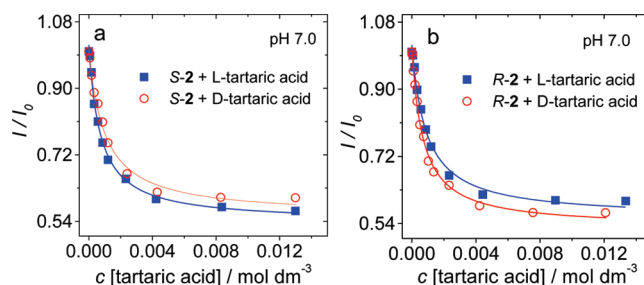 a
pH 7.0
S-2 + L-tartaric acid
S-2 + D-tartaric acid
I / I₀
1.08
0.90
0.72
0.54
0.000
0.004
0.008
0.012
c [tartaric acid] / mol dm⁻³
b
pH 7.0
R-2 + L-tartaric acid
R-2 + D-tartaric acid
I / I₀
1.08
0.90
0.72
0.54
0.000
0.004
0.008
0.012
c [tartaric acid] / mol dm⁻³